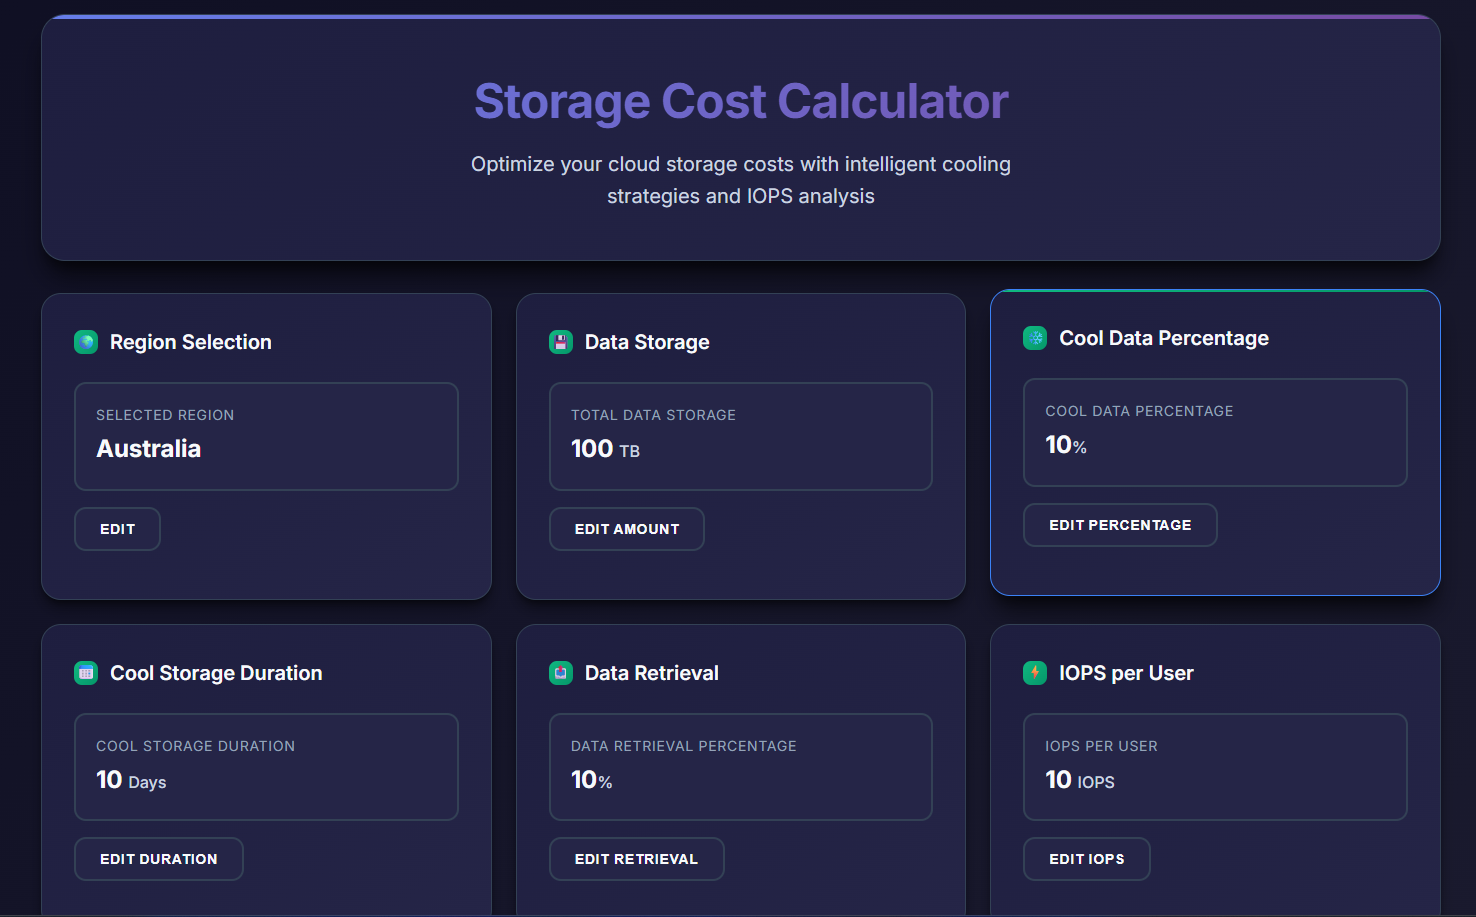 Storage Cost Calculator
Optimize your cloud storage costs with intelligent cooling
strategies and IOPS analysis
Region Selection
SELECTED REGION
Australia
EDIT
Data Storage
TOTAL DATA STORAGE
100 TB
EDIT AMOUNT
Cool Data Percentage
COOL DATA PERCENTAGE
10%
EDIT PERCENTAGE
Cool Storage Duration
COOL STORAGE DURATION
10 Days
EDIT DURATION
Data Retrieval
DATA RETRIEVAL PERCENTAGE
10%
EDIT RETRIEVAL
IOPS per User
IOPS PER USER
10 IOPS
EDIT IOPS